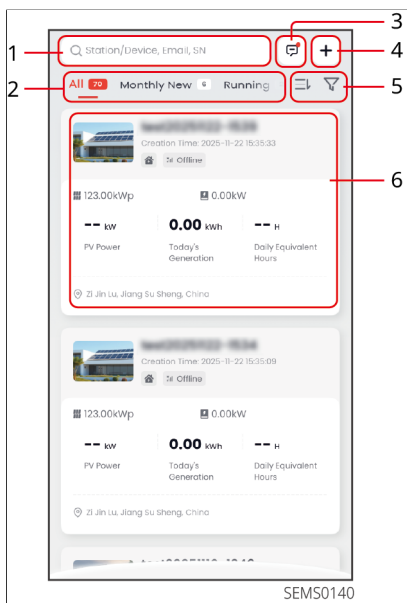 3
1
Station/Device, Email, SN
4
2
All 70 Monthly New 6 Running
5
Creation Time: 2025-11-22 15:35:33
Offline
6
123.00kWp 0.00kW
-- kW 0.00 kWh -- H
PV Power Today's Generation Daily Equivalent Hours
Zi Jin Lu, Jiang Su Sheng, China
Creation Time: 2025-11-22 15:35:09
Offline
123.00kWp 0.00kW
-- kW 0.00 kWh -- H
PV Power Today's Generation Daily Equivalent Hours
Zi Jin Lu, Jiang Su Sheng, China
SEMS0140